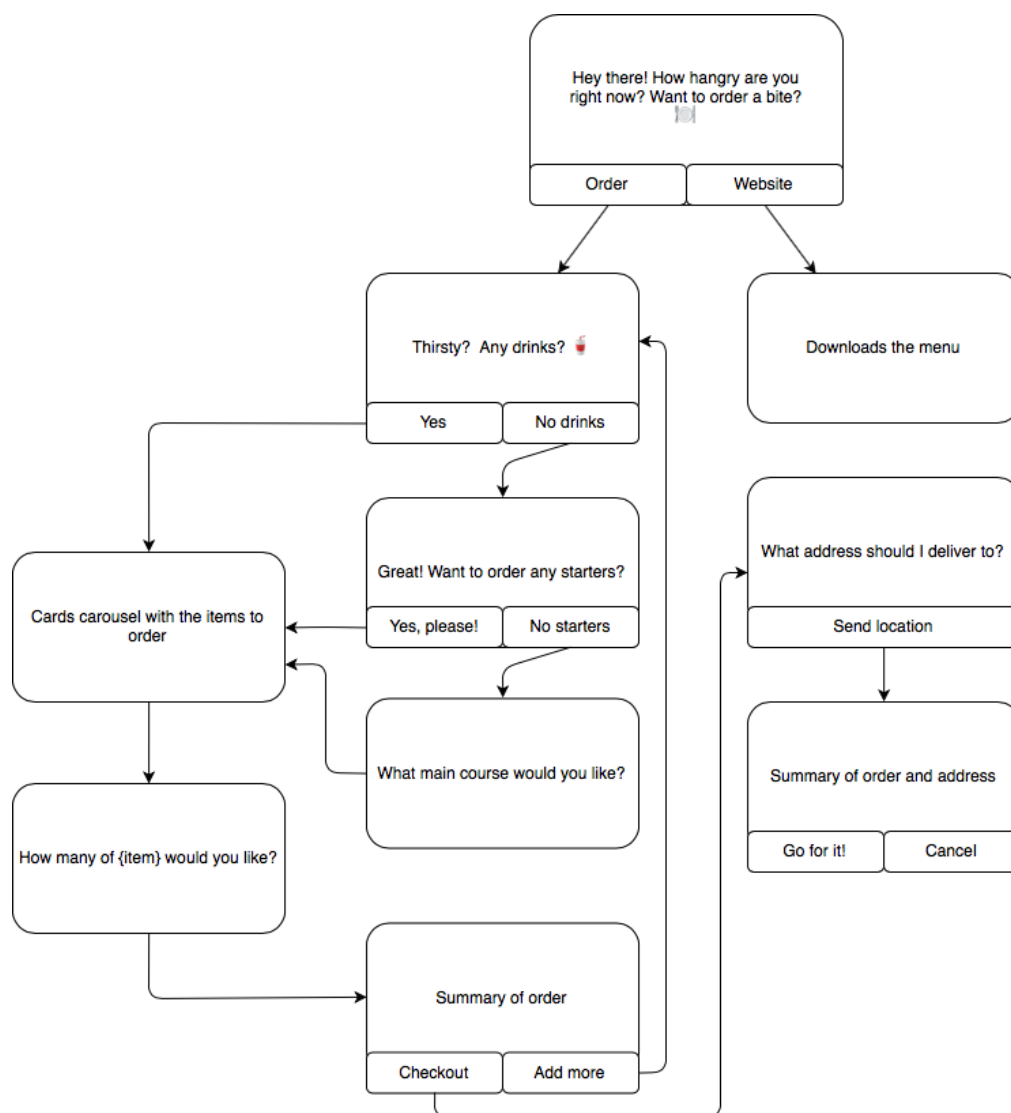 Hey there! How hangry are you
right now? Want to order a bite?
🍽
Order
Website
Thirsty?  Any drinks? 🥤
Yes
No drinks
Downloads the menu
Great! Want to order any starters?
Yes, please!
No starters
What address should I deliver to?
Send location
Cards carousel with the items to
order
What main course would you like?
Summary of order and address
Go for it!
Cancel
How many of {item} would you like?
Summary of order
Checkout
Add more